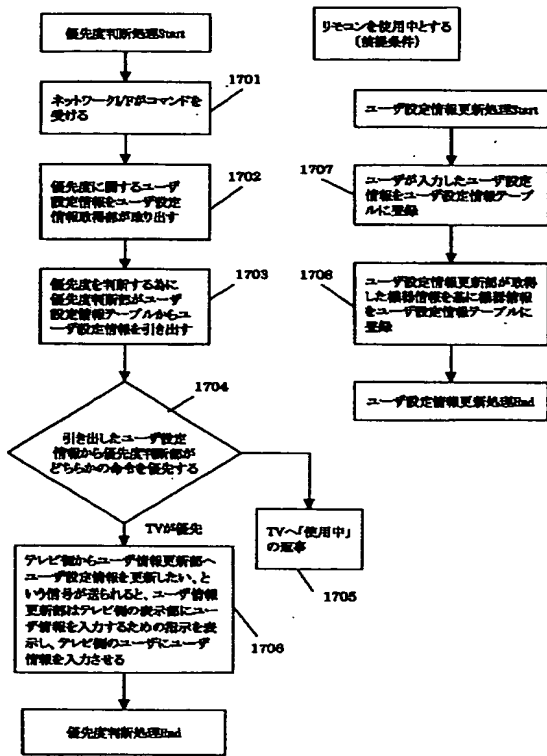 優先度判断処理Start
1701
ネットワークI/Fがコマンドを
受ける
1702
優先度に関するユーザ
設定情報をユーザ設定
情報取得部が取り出す
1703
優先度を判断する為に
優先度判断部がユーザ
設定情報テーブルからユ
ーザ設定情報を引き出す
1704
引き出したユーザ設定
情報から優先度判断部が
どちらかの命令を優先する
TVが優先
テレビ側からユーザ情報更新部へ
ユーザ設定情報を更新したい、と
いう信号が送られると、ユーザ情報
更新部はテレビ側の表示部にユー
ザ情報を入力するための指示を表
示し、テレビ側のユーザにユーザ
情報を入力させる
1706
優先度判断処理End
TVへ「使用中」
の返事
1705
リモコンを使用中とする
(前提条件)
ユーザ設定情報更新処理Start
1707
ユーザが入力したユーザ設定
情報をユーザ設定情報テーブ
ルに登録
1708
ユーザ設定情報更新部が取得
した機器情報を基に機器情報
をユーザ設定情報テーブルに
登録
ユーザ設定情報更新処理End